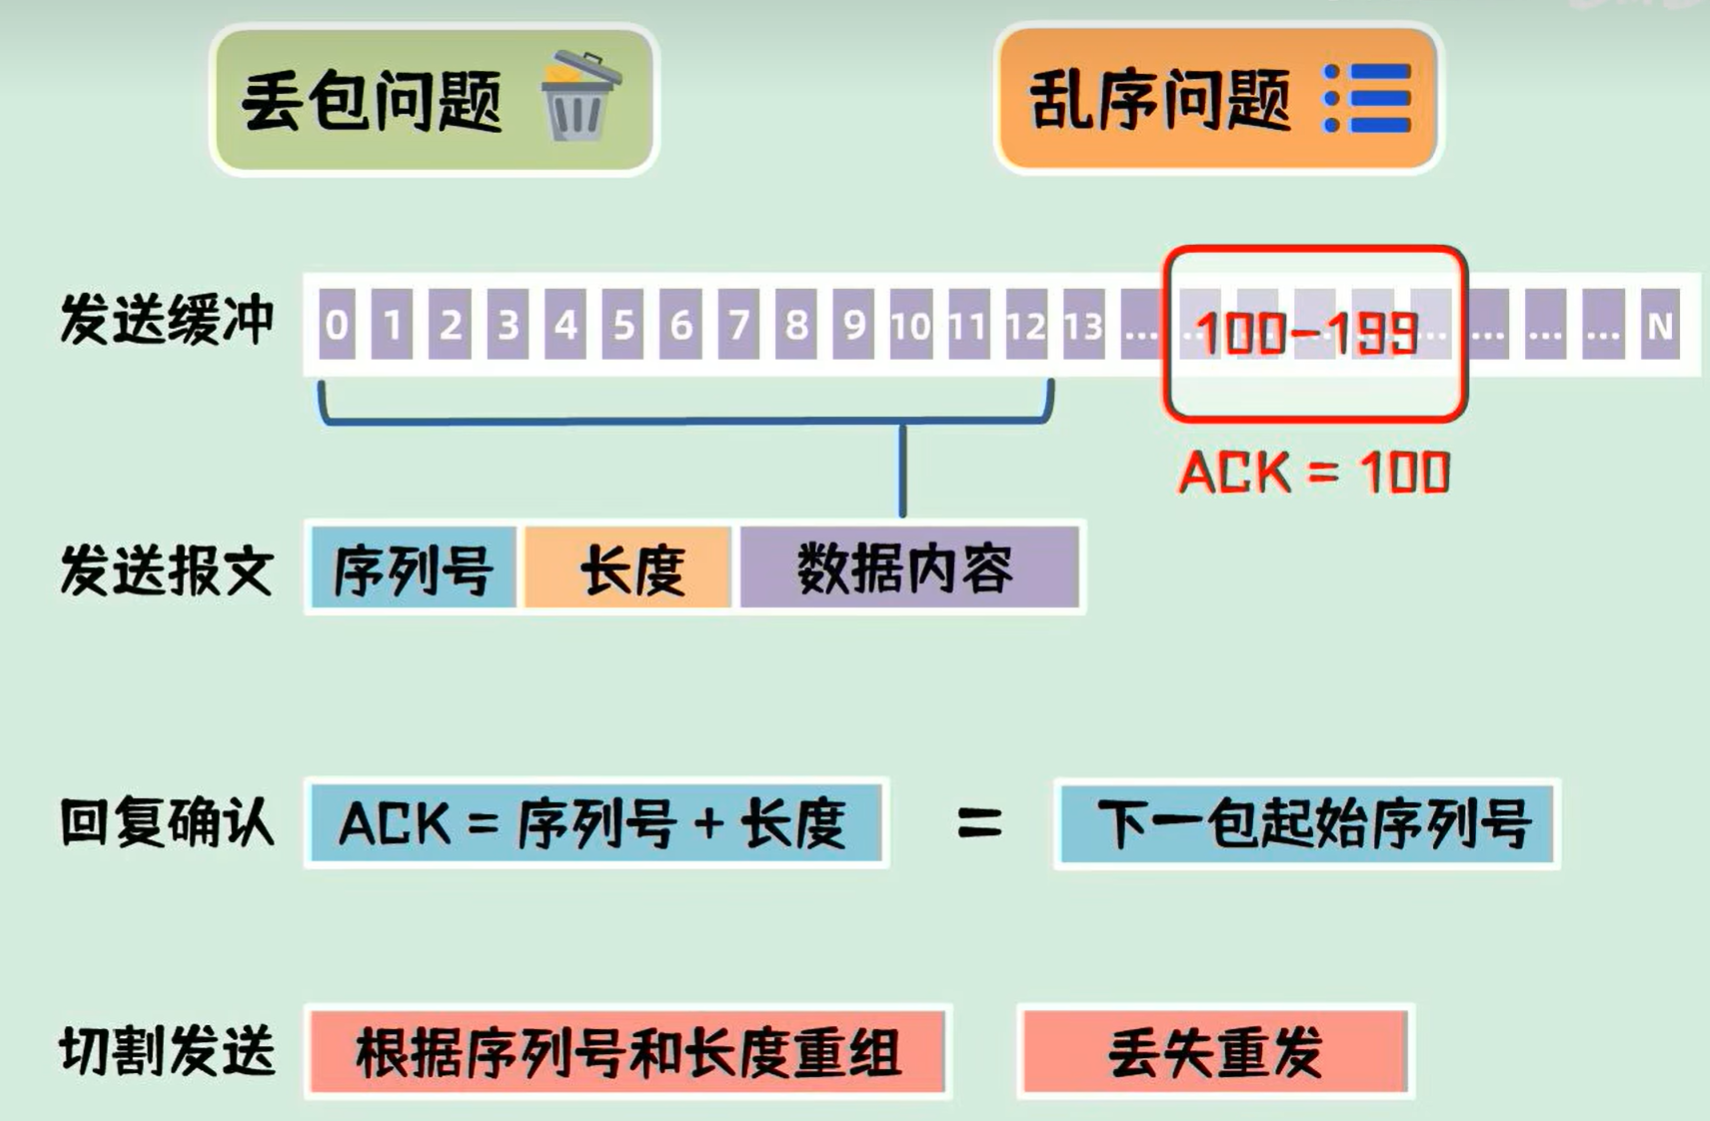 丢包问题
乱序问题
发送缓冲 0 1 2 3 4 5 6 7 8 9 10 11 12 13 ... 100-199 ... ... ... ... N
ACK = 100
发送报文 序列号 长度 数据内容
回复确认 ACK = 序列号 + 长度 = 下一包起始序列号
切割发送 根据序列号和长度重组 丢失重发